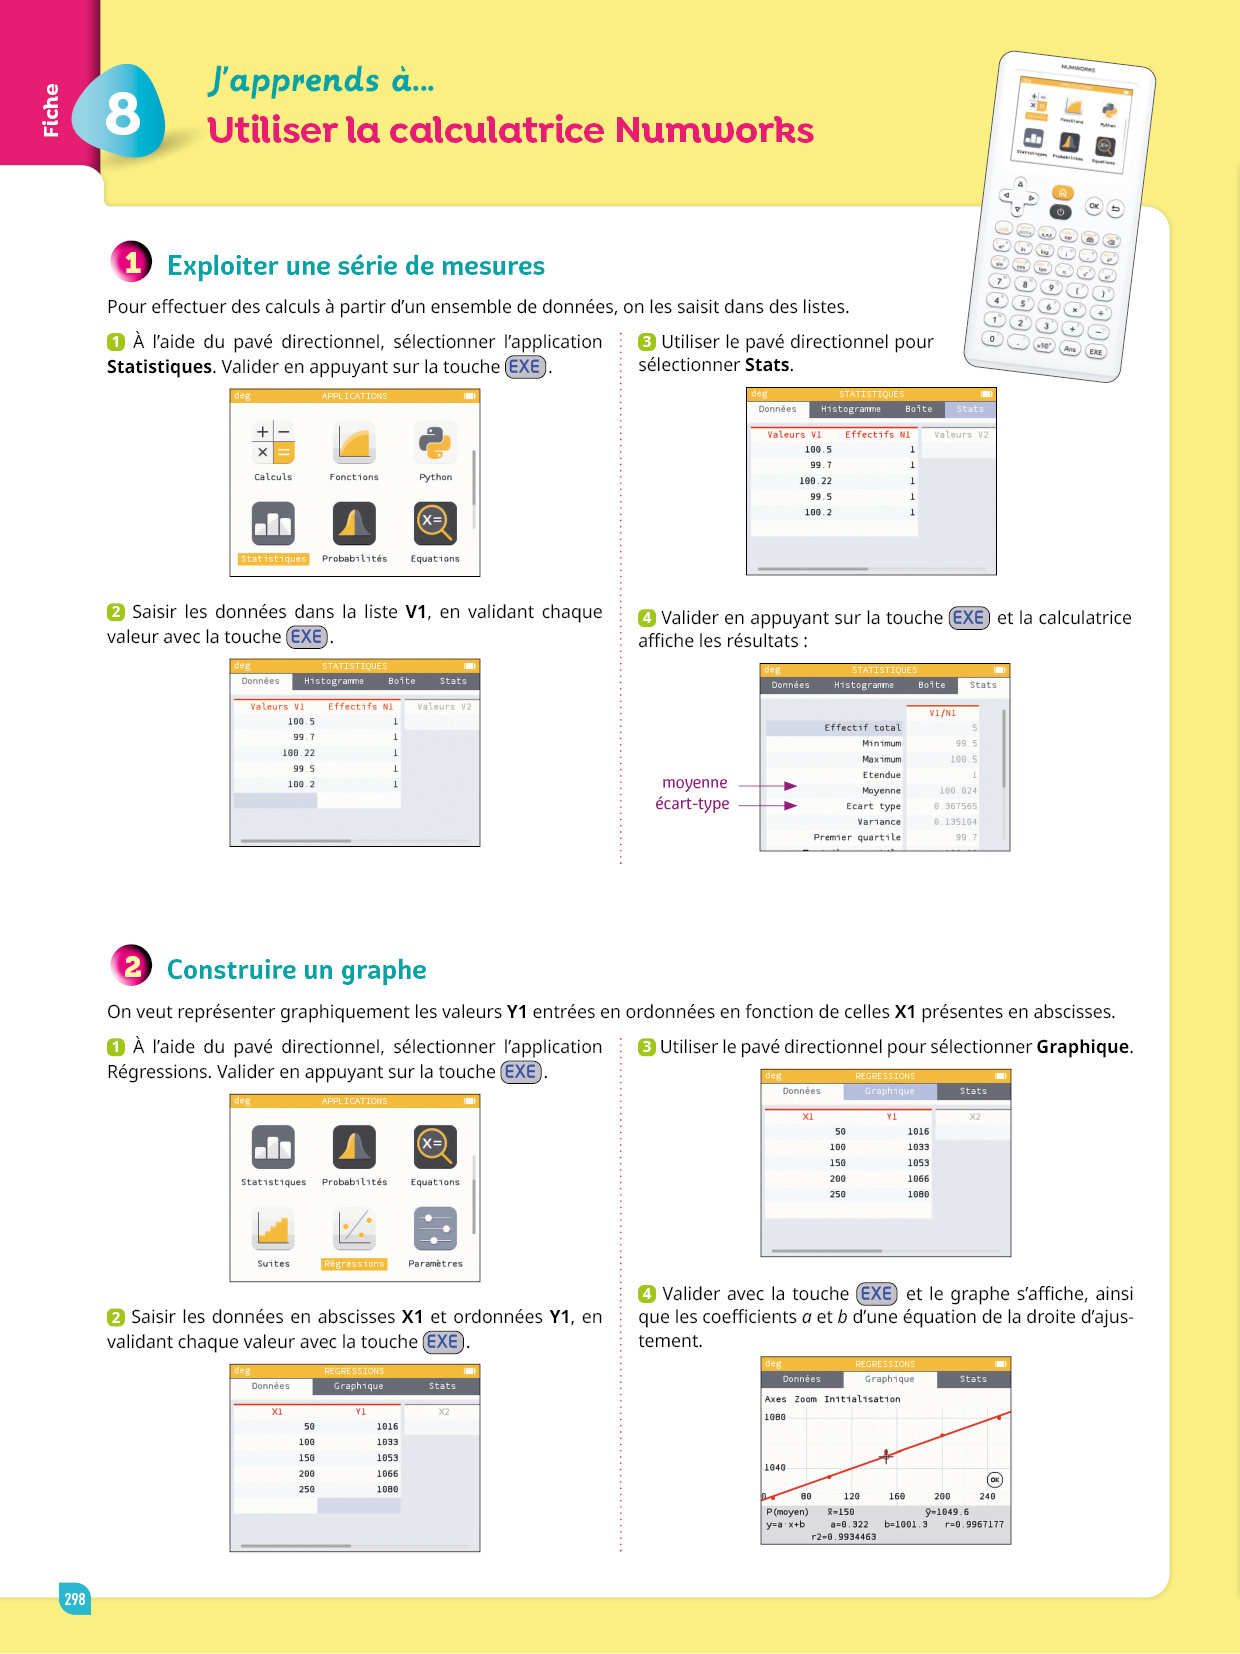 Fiche
8
J'apprends à...
Utiliser la calculatrice Numworks
NUMWORKS
1 Exploiter une série de mesures
Pour effectuer des calculs à partir d'un ensemble de données, on les saisit dans des listes.
1 À l'aide du pavé directionnel, sélectionner l'application
Statistiques. Valider en appuyant sur la touche EXE.
deg APPLICATIONS
Calculs Fonctions Python
Statistiques Probabilités Equations
2 Saisir les données dans la liste V1, en validant chaque
valeur avec la touche EXE.
deg STATISTIQUES
Données Histogramme Boîte Stats
Valeurs V1 Effectifs N1 Valeurs V2
100.5 1
99.7 1
100.22 1
99.5 1
100.2 1
3 Utiliser le pavé directionnel pour
sélectionner Stats.
deg STATISTIQUES
Données Histogramme Boîte Stats
Valeurs V1 Effectifs N1 Valeurs V2
100.5 1
99.7 1
100.22 1
99.5 1
100.2 1
4 Valider en appuyant sur la touche EXE et la calculatrice
affiche les résultats :
deg STATISTIQUES
Données Histogramme Boîte Stats
V1/N1
Effectif total 5
Minimum 99.5
Maximum 100.5
Etendue 1
moyenne
Moyenne 100.024
écart-type
Ecart type 0.367565
Variance 0.135104
Premier quartile 99.7
2 Construire un graphe
On veut représenter graphiquement les valeurs Y1 entrées en ordonnées en fonction de celles X1 présentes en abscisses.
1 À l'aide du pavé directionnel, sélectionner l'application
Régressions. Valider en appuyant sur la touche EXE.
deg APPLICATIONS
Statistiques Probabilités Equations
Suites Régressions Paramètres
2 Saisir les données en abscisses X1 et ordonnées Y1, en
validant chaque valeur avec la touche EXE.
deg REGRESSIONS
Données Graphique Stats
X1 Y1 X2
50 1016
100 1033
150 1053
200 1066
250 1080
3 Utiliser le pavé directionnel pour sélectionner Graphique.
deg REGRESSIONS
Données Graphique Stats
X1 Y1 X2
50 1016
100 1033
150 1053
200 1066
250 1080
4 Valider avec la touche EXE et le graphe s'affiche, ainsi
que les coefficients a et b d'une équation de la droite d'ajus-
tement.
deg REGRESSIONS
Données Graphique Stats
Axes Zoom Initialisation
1080
1040
OK
80 120 160 200 240
P(moyen) x̄=150 ȳ=1049.6
y=a·x+b a=0.322 b=1001.3 r=0.9967177
r2=0.9934463
298